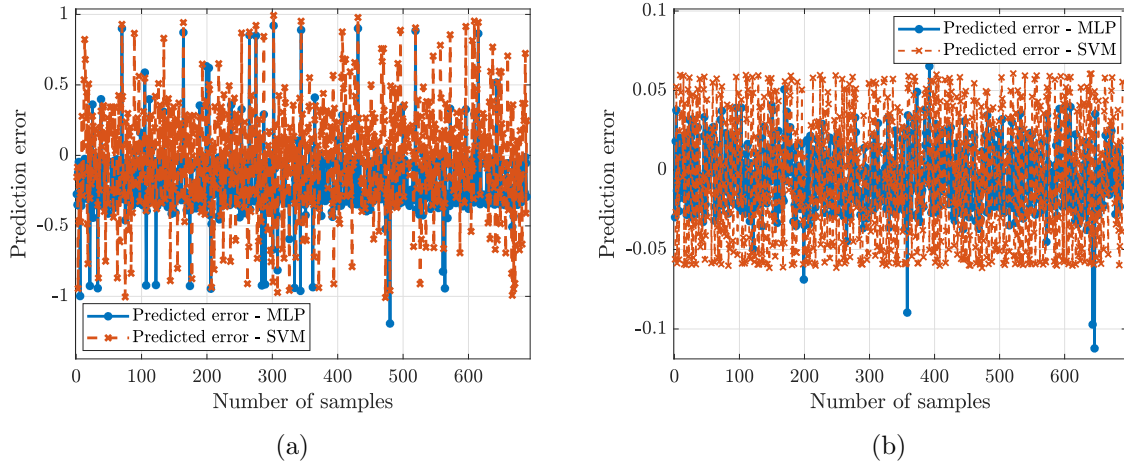 1
0.5
0
-0.5
-1
Prediction error
Predicted error - MLP
Predicted error - SVM
0 100 200 300 400 500 600
Number of samples
(a)
0.1
0.05
0
-0.05
-0.1
Prediction error
Predicted error - MLP
Predicted error - SVM
0 100 200 300 400 500 600
Number of samples
(b)